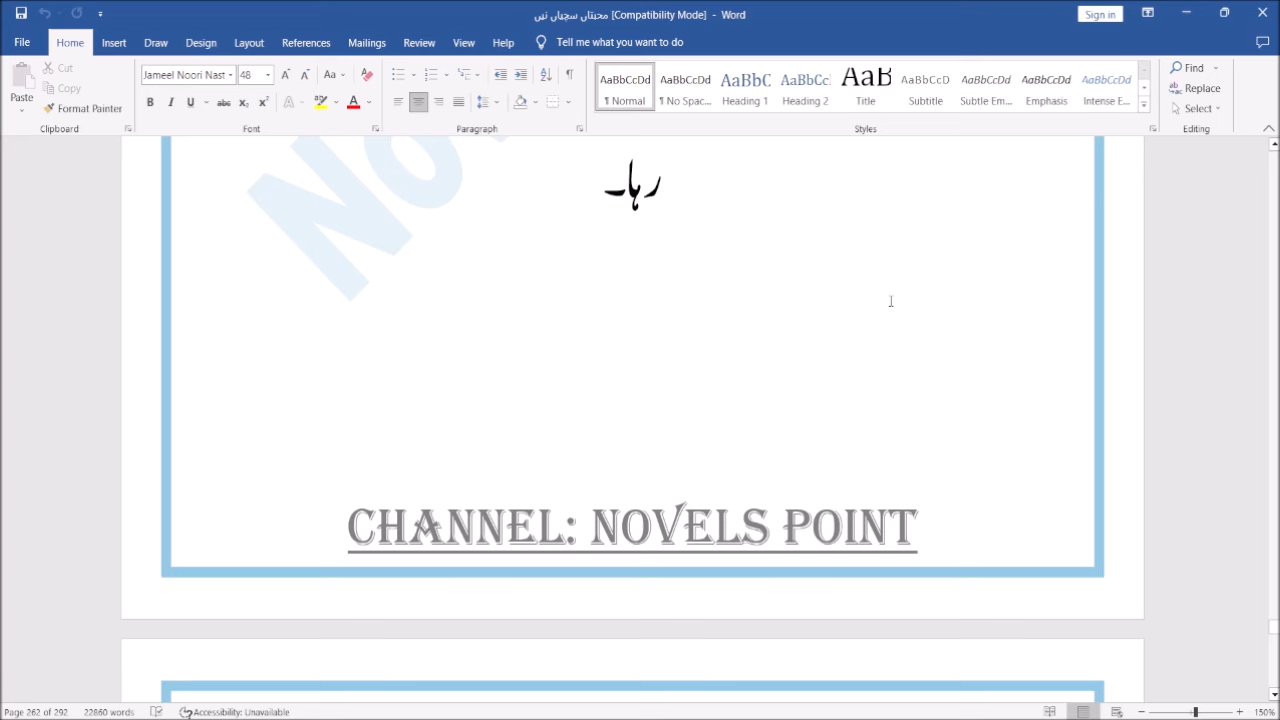 محبتاں سچیاں نیں [Compatibility Mode] - Word
Sign in
File Home Insert Draw Design Layout References Mailings Review View Help Tell me what you want to do
Paste
Cut
Copy
Format Painter
Clipboard
Jameel Noori Nast 48
Font
Paragraph
AaBbCcDd ¶ Normal
AaBbCcDd ¶ No Spac...
AaBbC Heading 1
AaBbCc Heading 2
AaB Title
AaBbCcD Subtitle
AaBbCcDd Subtle Em...
AaBbCcDd Emphasis
AaBbCcDd Intense E...
Styles
Find
Replace
Select
Editing
رہا۔
CHANNEL: NOVELS POINT
Page 262 of 292 22860 words Accessibility: Unavailable 150%